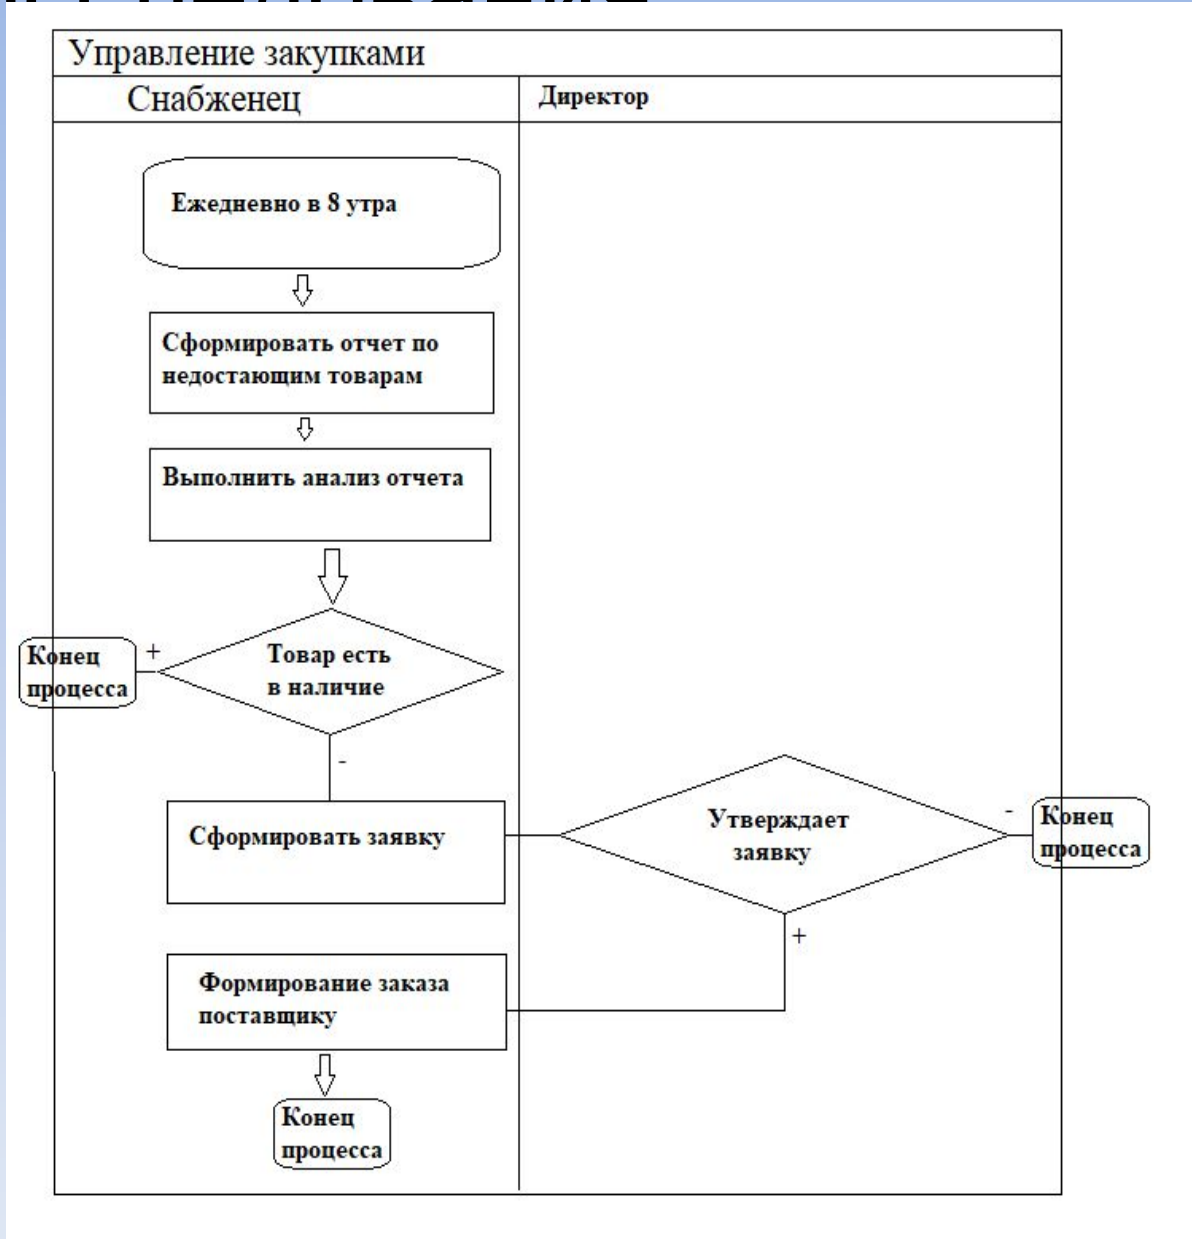 Управление закупками
Снабженец
Директор
Ежедневно в 8 утра
Сформировать отчет по
недостающим товарам
Выполнить анализ отчета
Товар есть
в наличие
+
Конец
процесса
-
Сформировать заявку
Утверждает
заявку
-
Конец
процесса
+
Формирование заказа
поставщику
Конец
процесса